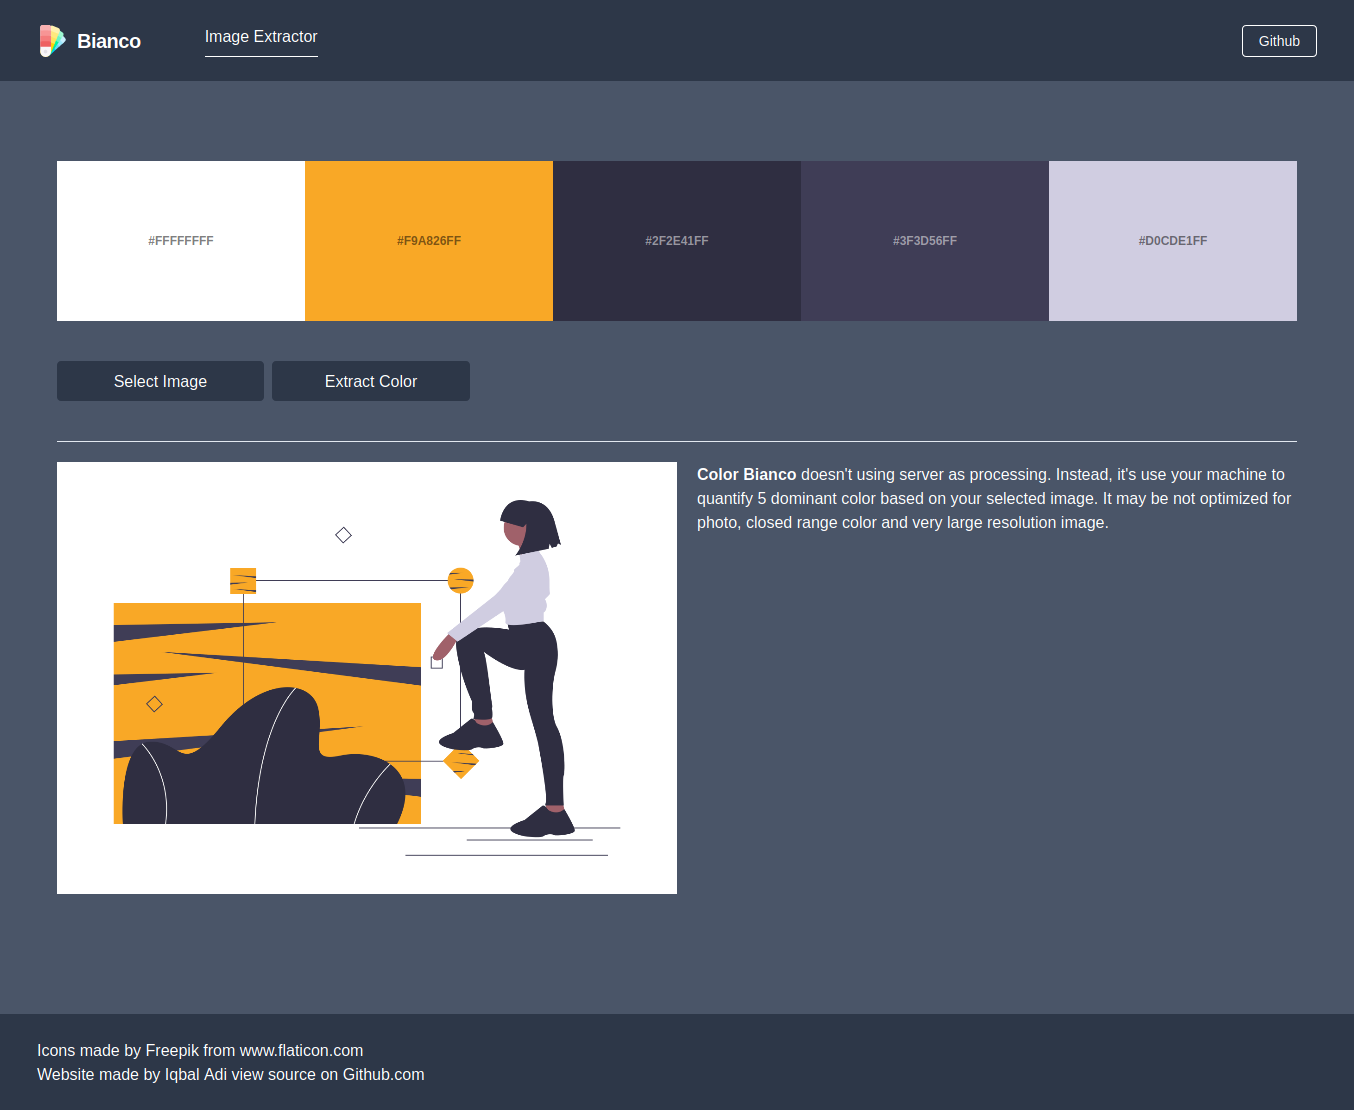 Bianco
Image Extractor
Github
#FFFFFFFF
#F9A826FF
#2F2E41FF
#3F3D56FF
#D0CDE1FF
Select Image
Extract Color
Color Bianco doesn't using server as processing. Instead, it's use your machine to
quantify 5 dominant color based on your selected image. It may be not optimized for
photo, closed range color and very large resolution image.
Icons made by Freepik from www.flaticon.com
Website made by Iqbal Adi view source on Github.com